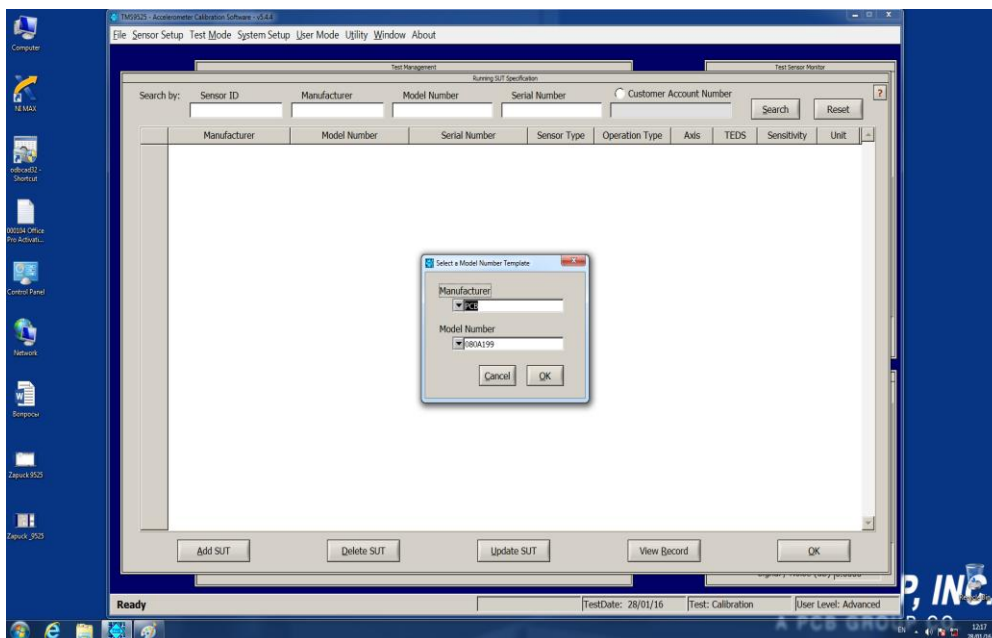 TMS9525 - Accelerometer Calibration Software - v5.4.4
File Sensor Setup Test Mode System Setup User Mode Utility Window About
Test Management
Test Sensor Monitor
Running SUT Specification
Search by: Sensor ID Manufacturer Model Number Serial Number Customer Account Number ?
Search Reset
Manufacturer Model Number Serial Number Sensor Type Operation Type Axis TEDS Sensitivity Unit
Select a Model Number Template
Manufacturer
PCB
Model Number
080A199
Cancel OK
Add SUT Delete SUT Update SUT View Record OK
Ready TestDate: 28/01/16 Test: Calibration User Level: Advanced
Computer
NI MAX
odbcad32 -
Shortcut
000104 Office
Pro Activati...
Control Panel
Network
Вопросы
Zapuck 9525
Zapuck_9525
P, INC.
A PCB GROUP CO
EN
12:17
28/01/16